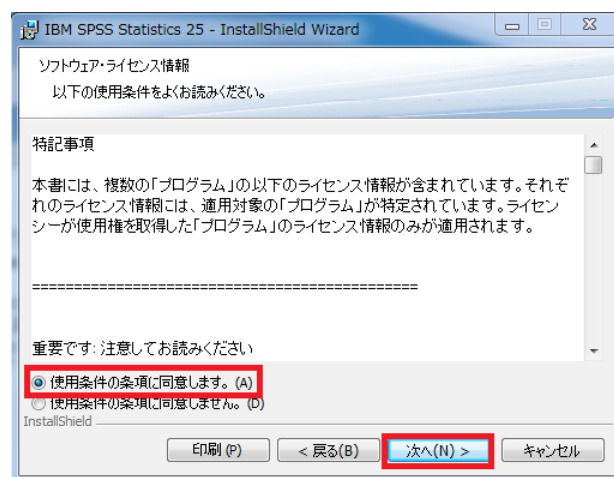 IBM SPSS Statistics 25 - InstallShield Wizard
ソフトウェア・ライセンス情報
以下の使用条件をよくお読みください。
特記事項
本書には、複数の「プログラム」の以下のライセンス情報が含まれています。それぞ
れのライセンス情報には、適用対象の「プログラム」が特定されています。ライセン
シーが使用権を取得した「プログラム」のライセンス情報のみが適用されます。
==============================================
重要です: 注意してお読みください
使用条件の条項に同意します。(A)
使用条件の条項に同意しません。(D)
InstallShield
印刷(P) < 戻る(B) 次へ(N) > キャンセル